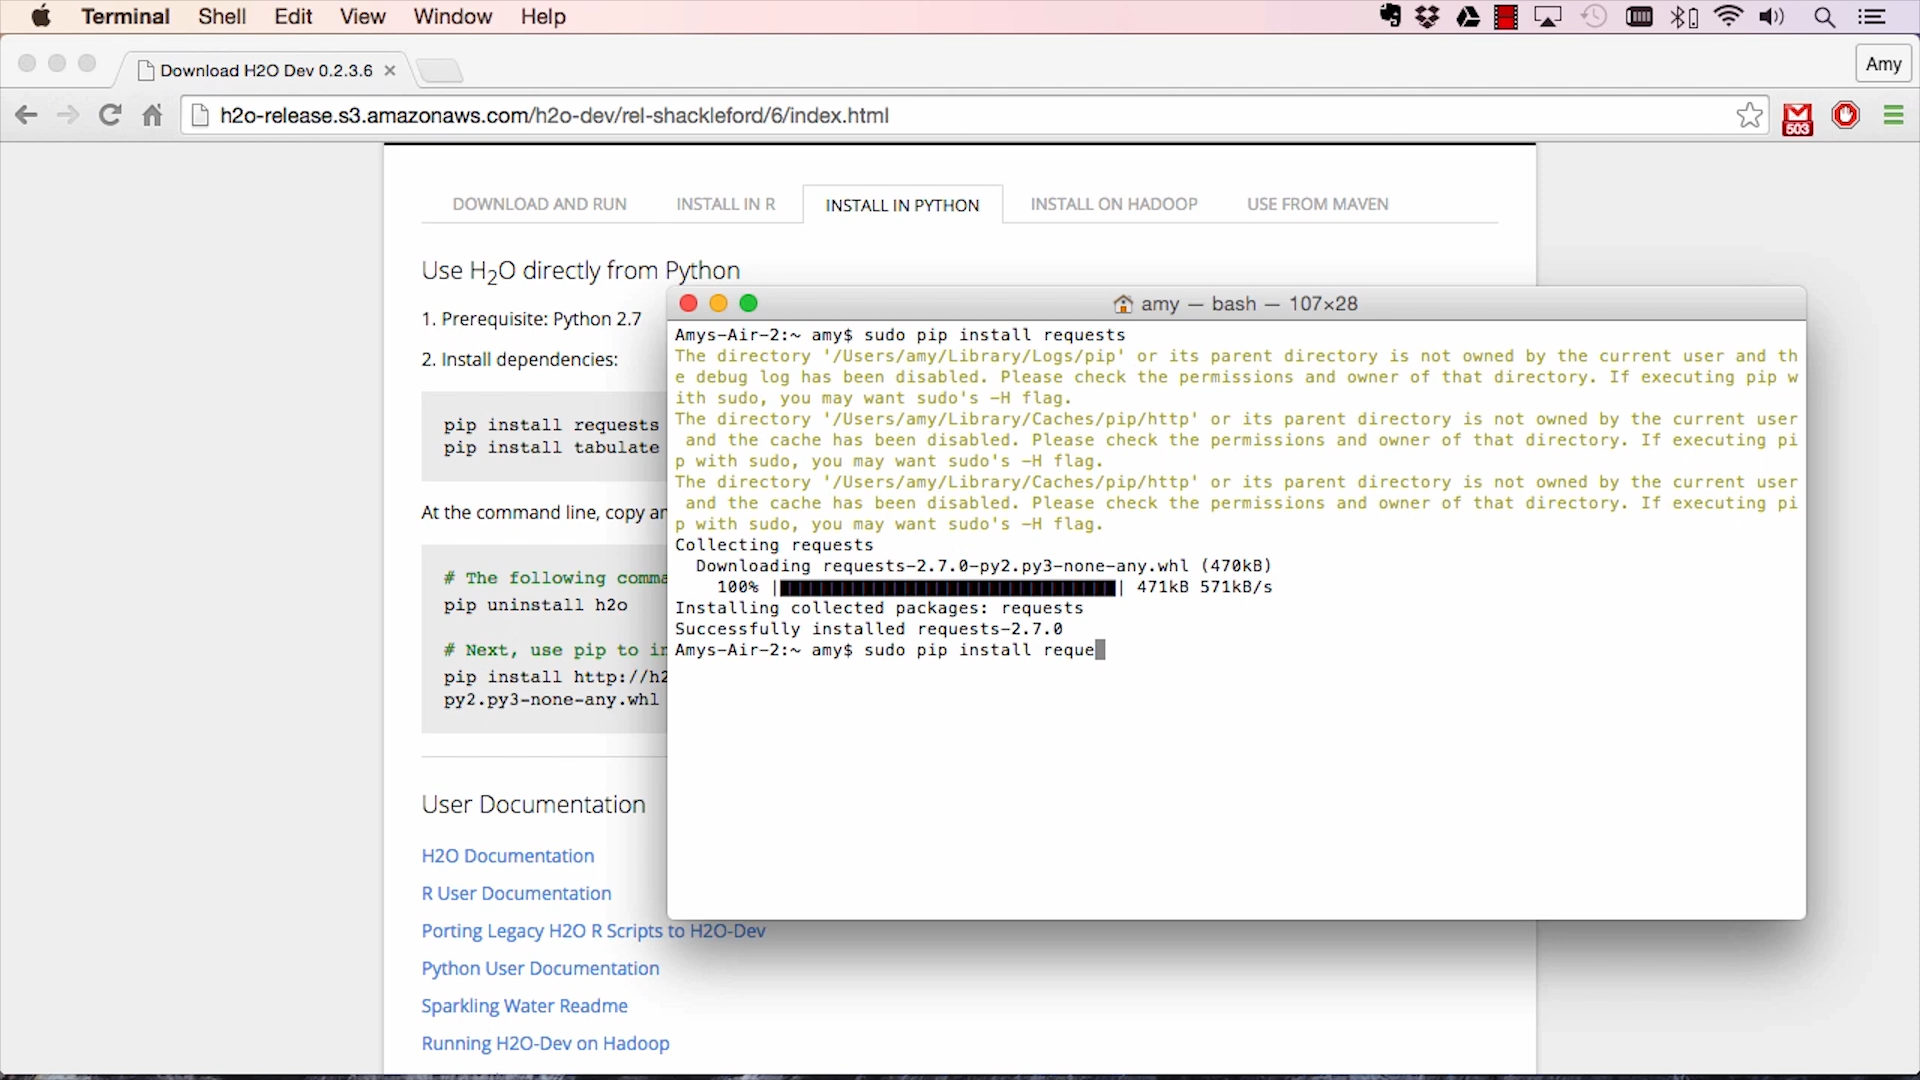 Terminal Shell Edit View Window Help
Download H2O Dev 0.2.3.6
Amy
h2o-release.s3.amazonaws.com/h2o-dev/rel-shackleford/6/index.html
503
DOWNLOAD AND RUN INSTALL IN R INSTALL IN PYTHON INSTALL ON HADOOP USE FROM MAVEN
Use H2O directly from Python
1. Prerequisite: Python 2.7
2. Install dependencies:
pip install requests
pip install tabulate
At the command line, copy an
# The following comma
pip uninstall h2o
# Next, use pip to in
pip install http://h2
py2.py3-none-any.whl
User Documentation
H2O Documentation
R User Documentation
Porting Legacy H2O R Scripts to H2O-Dev
Python User Documentation
Sparkling Water Readme
Running H2O-Dev on Hadoop
amy — bash — 107×28
Amys-Air-2:~ amy$ sudo pip install requests
The directory '/Users/amy/Library/Logs/pip' or its parent directory is not owned by the current user and th
e debug log has been disabled. Please check the permissions and owner of that directory. If executing pip w
ith sudo, you may want sudo's -H flag.
The directory '/Users/amy/Library/Caches/pip/http' or its parent directory is not owned by the current user
 and the cache has been disabled. Please check the permissions and owner of that directory. If executing pi
p with sudo, you may want sudo's -H flag.
The directory '/Users/amy/Library/Caches/pip/http' or its parent directory is not owned by the current user
 and the cache has been disabled. Please check the permissions and owner of that directory. If executing pi
p with sudo, you may want sudo's -H flag.
Collecting requests
  Downloading requests-2.7.0-py2.py3-none-any.whl (470kB)
    100% |████████████████████████████████| 471kB 571kB/s
Installing collected packages: requests
Successfully installed requests-2.7.0
Amys-Air-2:~ amy$ sudo pip install reque